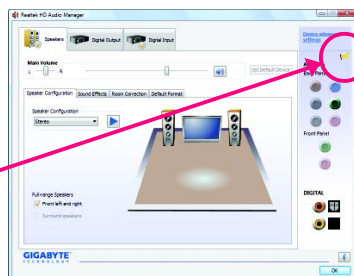 Realtek HD Audio Manager
Speakers
Digital Output
Digital Input
Device advanced settings
Main Volume
L
R
Set Default Device
Speaker Configuration
Sound Effects
Room Correction
Default Format
Speaker Configuration
Stereo
Full-range Speakers
Front left and right
Surround speakers
Back Panel
Front Panel
DIGITAL
GIGABYTE
TECHNOLOGY
OK